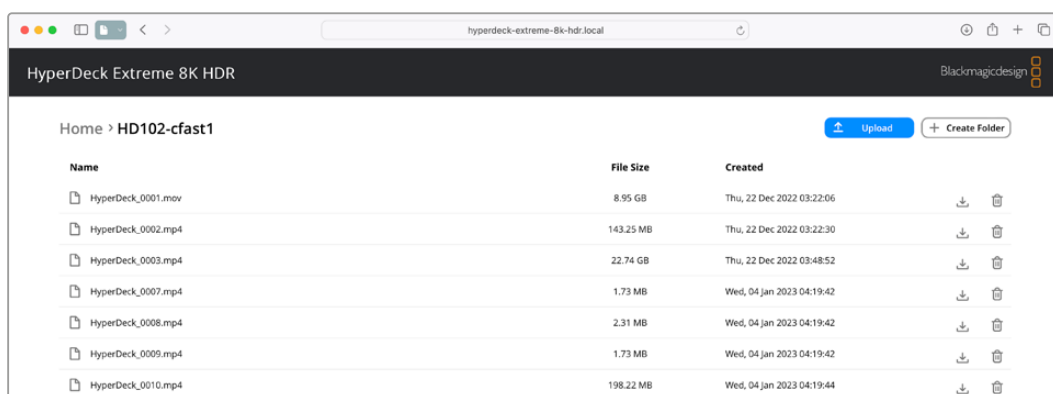 hyperdeck-extreme-8k-hdr.local
HyperDeck Extreme 8K HDR
Blackmagicdesign
Home > HD102-cfast1
Upload
+ Create Folder
Name File Size Created
HyperDeck_0001.mov 8.95 GB Thu, 22 Dec 2022 03:22:06
HyperDeck_0002.mp4 143.25 MB Thu, 22 Dec 2022 03:22:30
HyperDeck_0003.mp4 22.74 GB Thu, 22 Dec 2022 03:48:52
HyperDeck_0007.mp4 1.73 MB Wed, 04 Jan 2023 04:19:42
HyperDeck_0008.mp4 2.31 MB Wed, 04 Jan 2023 04:19:42
HyperDeck_0009.mp4 1.73 MB Wed, 04 Jan 2023 04:19:42
HyperDeck_0010.mp4 198.22 MB Wed, 04 Jan 2023 04:19:44